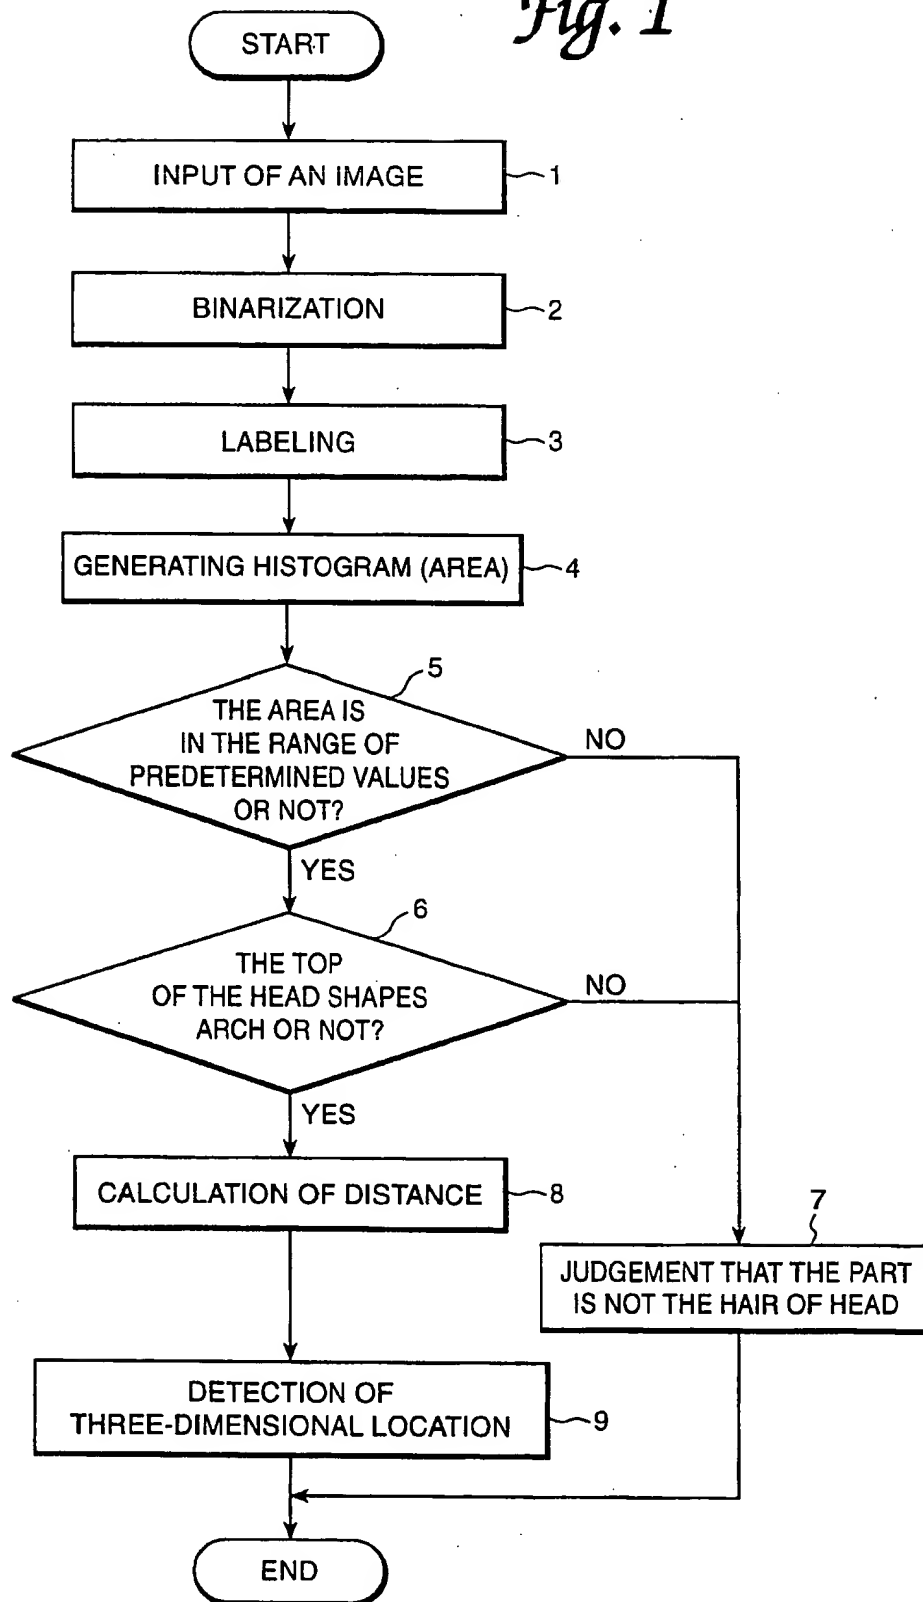 Fig. 1
START
INPUT OF AN IMAGE
1
BINARIZATION
2
LABELING
3
GENERATING HISTOGRAM (AREA)
4
5
THE AREA IS
IN THE RANGE OF
PREDETERMINED VALUES
OR NOT?
NO
YES
6
THE TOP
OF THE HEAD SHAPES
ARCH OR NOT?
NO
YES
CALCULATION OF DISTANCE
8
7
JUDGEMENT THAT THE PART
IS NOT THE HAIR OF HEAD
DETECTION OF
THREE-DIMENSIONAL LOCATION
9
END